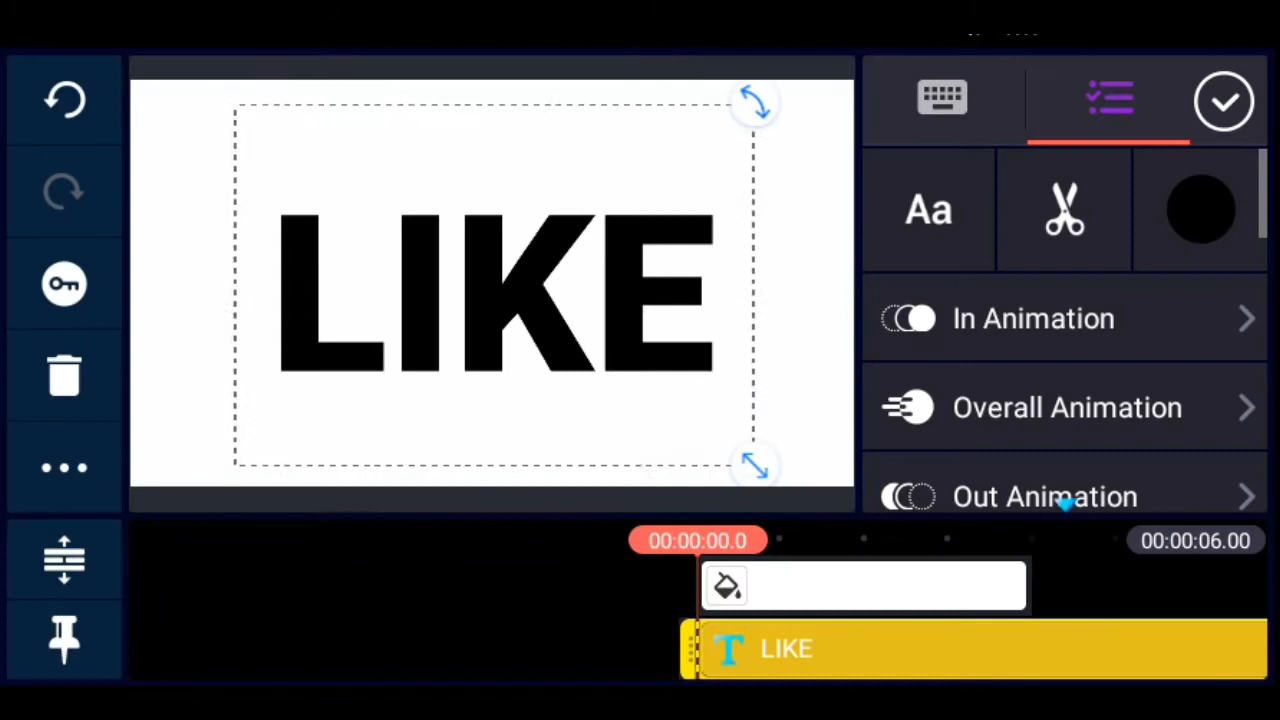 LIKE
Aa
In Animation
Overall Animation
Out Animation
00:00:00.0
00:00:06.00
T LIKE